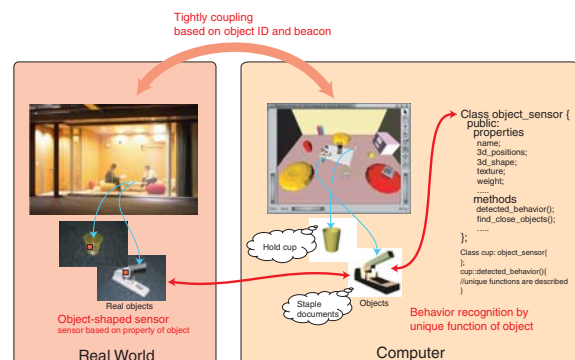 Tightly coupling
based on object ID and beacon
Class object_sensor {
public:
properties
name;
3d_positions;
3d_shape;
texture;
weight;
.....
methods
detected_behavior();
find_close_objects();
.....
};
Class cup: object_sensor{
};
cup::detected_behavior(){
//unique functions are described
}
Hold cup
Staple
documents
Real objects
Objects
Object-shaped sensor
sensor based on property of object
Behavior recognition by
unique function of object
Real World
Computer